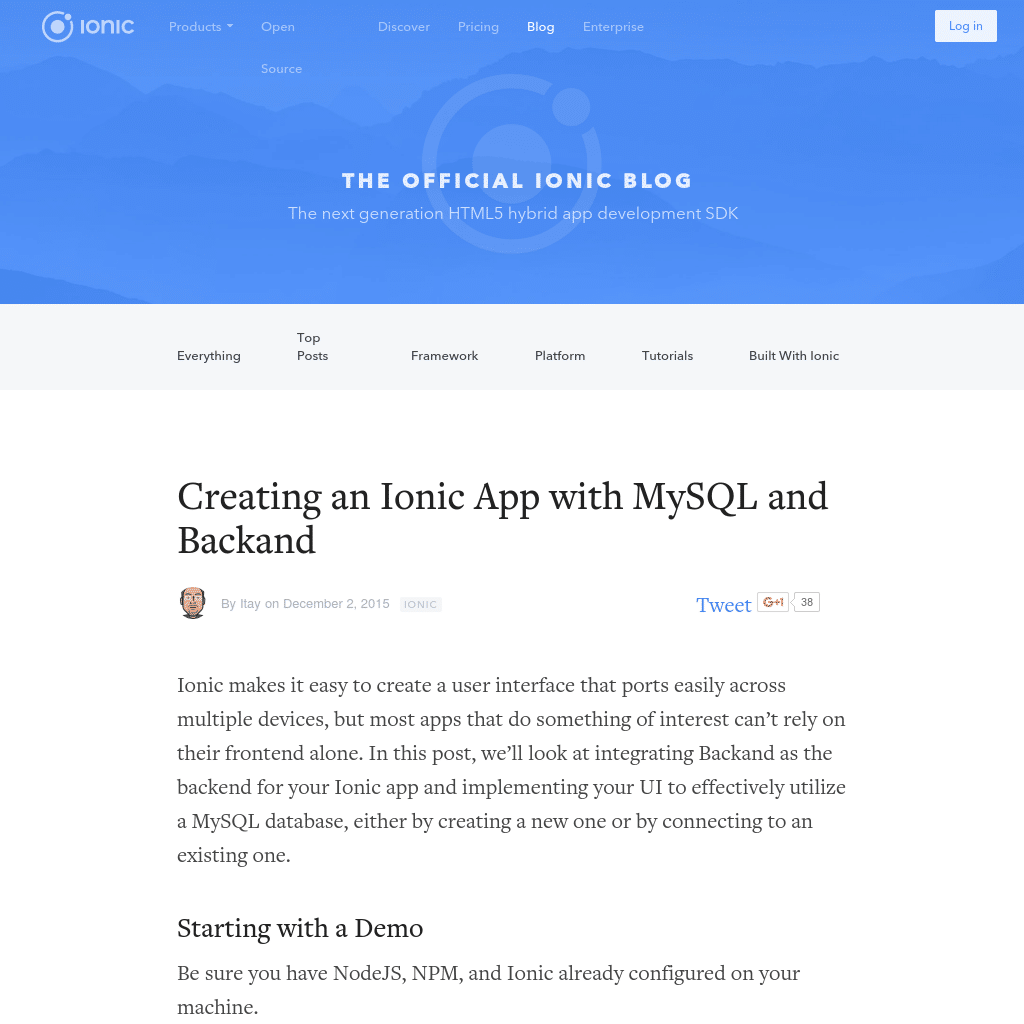 IONIC
Products
Open
Source
Discover
Pricing
Blog
Enterprise
Log in
THE OFFICIAL IONIC BLOG
The next generation HTML5 hybrid app development SDK
Everything
Top
Posts
Framework
Platform
Tutorials
Built With Ionic
Creating an Ionic App with MySQL and
Backand
By Itay on December 2, 2015 IONIC
Tweet
G+1
38
Ionic makes it easy to create a user interface that ports easily across
multiple devices, but most apps that do something of interest can’t rely on
their frontend alone. In this post, we’ll look at integrating Backand as the
backend for your Ionic app and implementing your UI to effectively utilize
a MySQL database, either by creating a new one or by connecting to an
existing one.
Starting with a Demo
Be sure you have NodeJS, NPM, and Ionic already configured on your
machine.